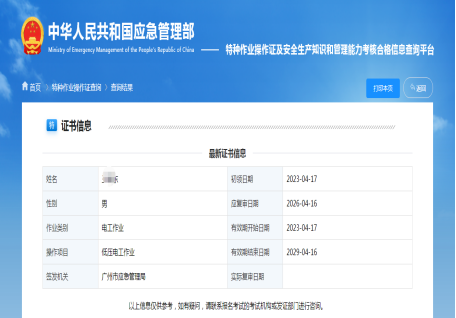 中华人民共和国应急管理部
Ministry of Emergency Management of the People's Republic of China
—— 特种作业操作证及安全生产知识和管理能力考核合格信息查询平台
首页 > 特种作业操作证查询 > 查询结果
打印本页 返回
特 证书信息
最新证书信息
姓名 东 初领日期 2023-04-17
性别 男 应复审日期 2026-04-16
作业类别 电工作业 有效期开始日期 2023-04-17
操作项目 低压电工作业 有效期结束日期 2029-04-16
签发机关 广州市应急管理局 实际复审日期
以上信息仅供参考，如有疑问，请联系报名考试的考试机构或发证部门进行咨询。